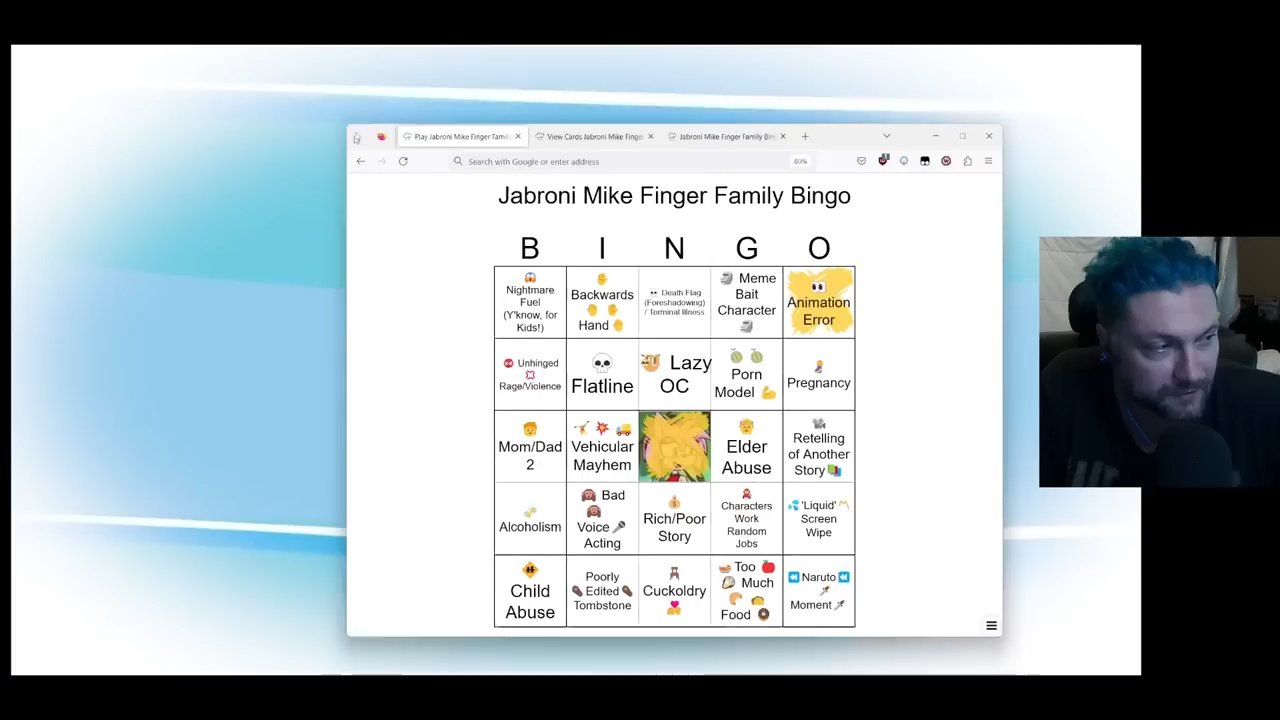 Play Jabroni Mike Finger Famil
View Cards Jabroni Mike Finge
Jabroni Mike Finger Family Bin
Search with Google or enter address
80%
Jabroni Mike Finger Family Bingo
B I N G O
Nightmare
Fuel
(Y'know, for
Kids!)
Backwards
Hand
Death Flag
(Foreshadowing)
/ Terminal Illness
Meme
Bait
Character
Animation
Error
Unhinged
Rage/Violence
Flatline
Lazy
OC
Porn
Model
Pregnancy
Mom/Dad
2
Vehicular
Mayhem
Elder
Abuse
Retelling
of Another
Story
Alcoholism
Bad
Voice
Acting
Rich/Poor
Story
Characters
Work
Random
Jobs
'Liquid'
Screen
Wipe
Child
Abuse
Poorly
Edited
Tombstone
Cuckoldry
Too
Much
Food
Naruto
Moment